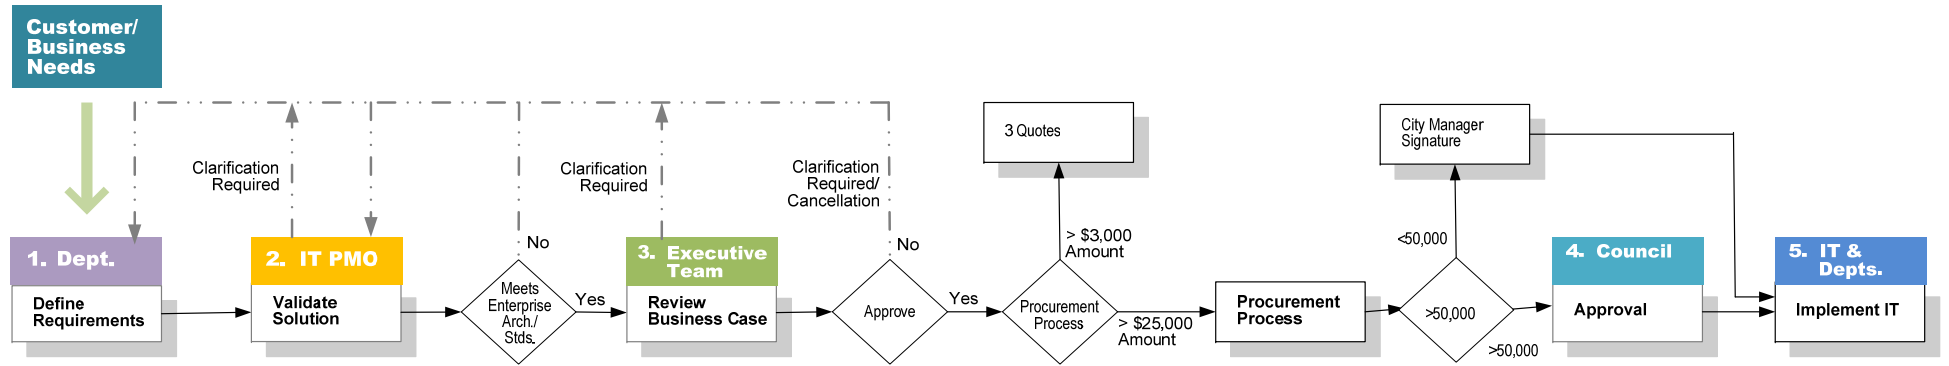 Customer/
Business
Needs
Clarification
Required
Clarification
Required
Clarification
Required/
Cancellation
3 Quotes
City Manager
Signature
No
No
> $3,000
Amount
<50,000
1. Dept.
2. IT PMO
3. Executive
Team
4. Council
5. IT &
Depts.
Define
Requirements
Validate
Solution
Meets
Enterprise
Arch./
Stds.
Yes
Review
Business Case
Approve
Yes
Procurement
Process
> $25,000
Amount
Procurement
Process
>50,000
>50,000
Approval
Implement IT